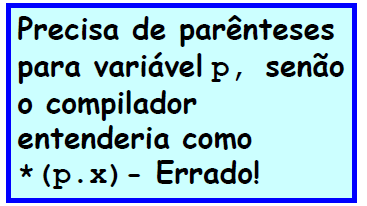 Precisa de parênteses
para variável p, senão
o compilador
entenderia como
*(p.x)- Errado!